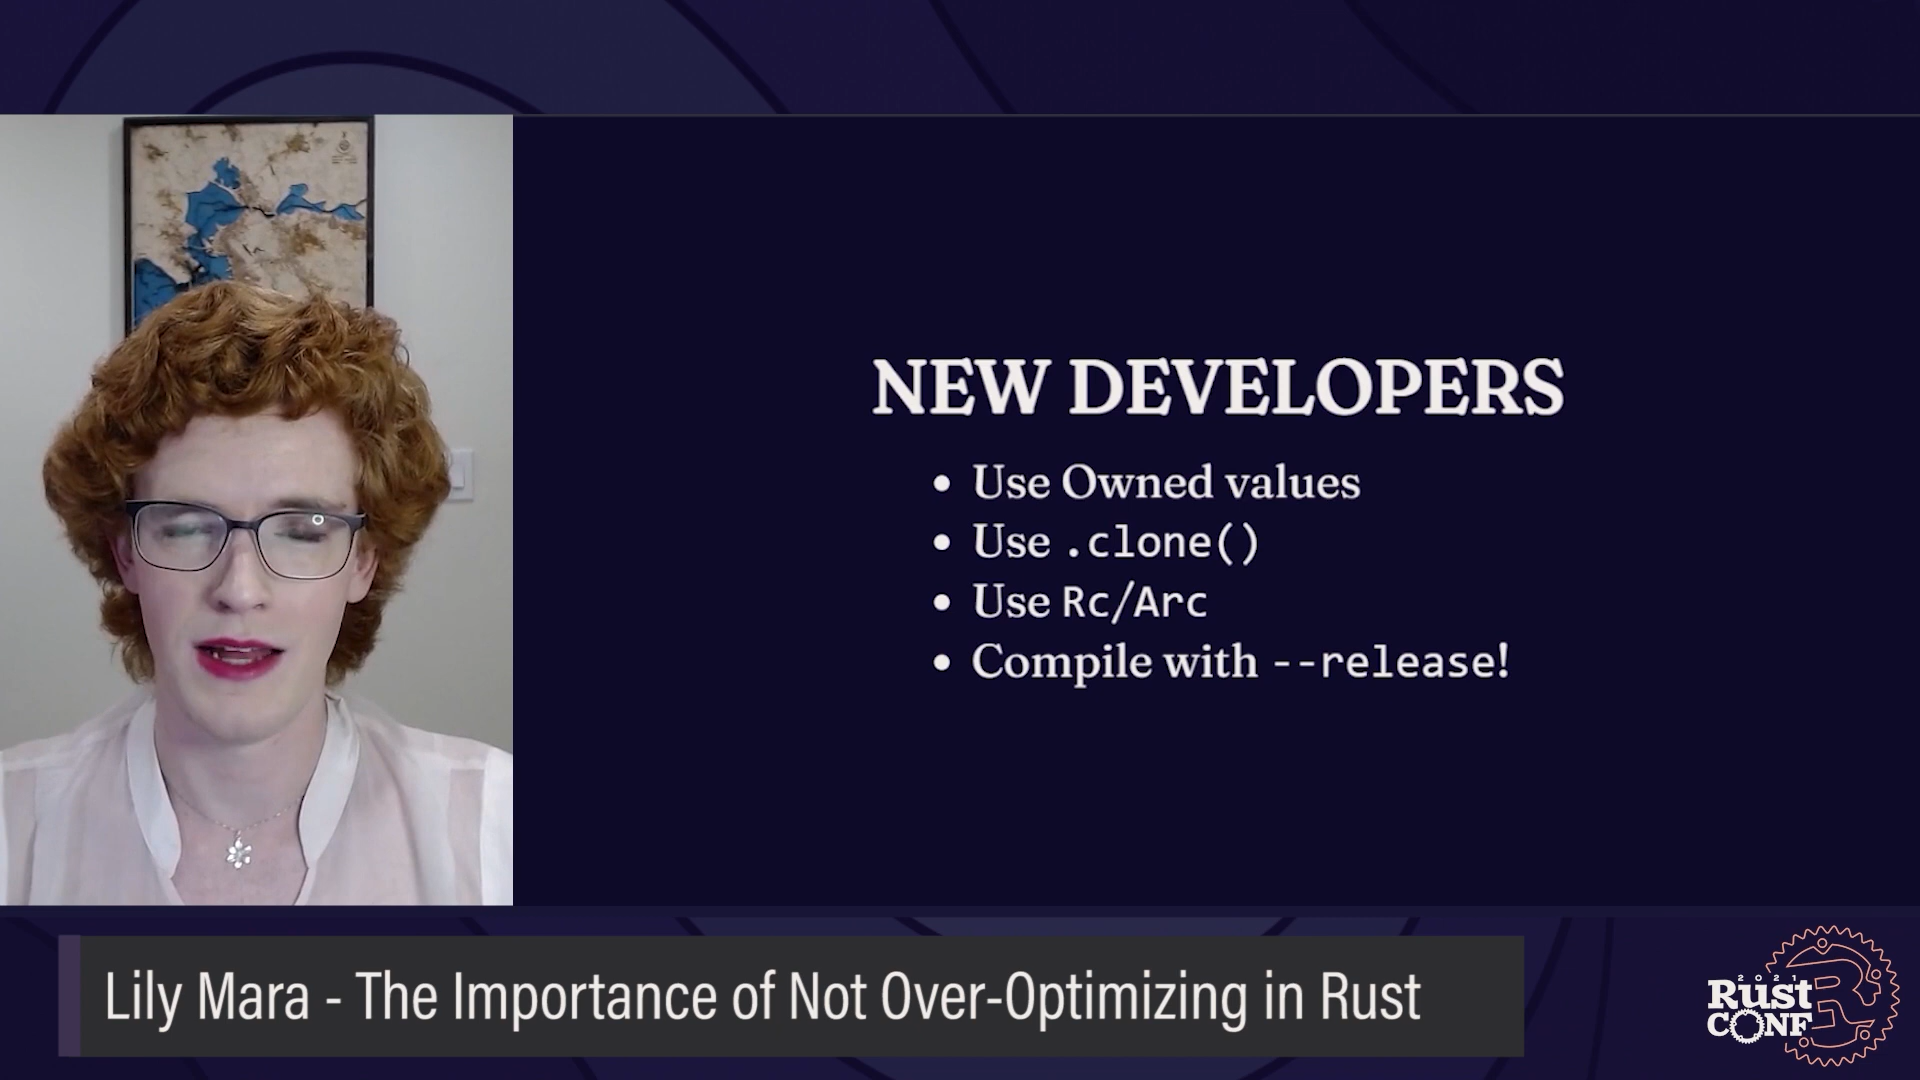 NEW DEVELOPERS
• Use Owned values
• Use .clone()
• Use Rc/Arc
• Compile with --release!
Lily Mara - The Importance of Not Over-Optimizing in Rust
2021
Rust
CONF
R